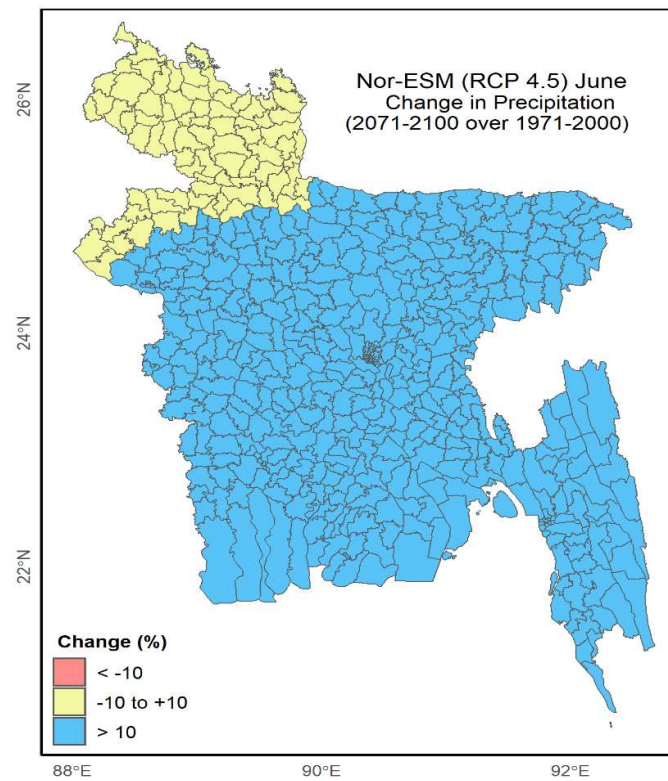 Nor-ESM (RCP 4.5) June
Change in Precipitation
(2071-2100 over 1971-2000)
26°N
24°N
22°N
Change (%)
< -10
-10 to +10
> 10
88°E
90°E
92°E